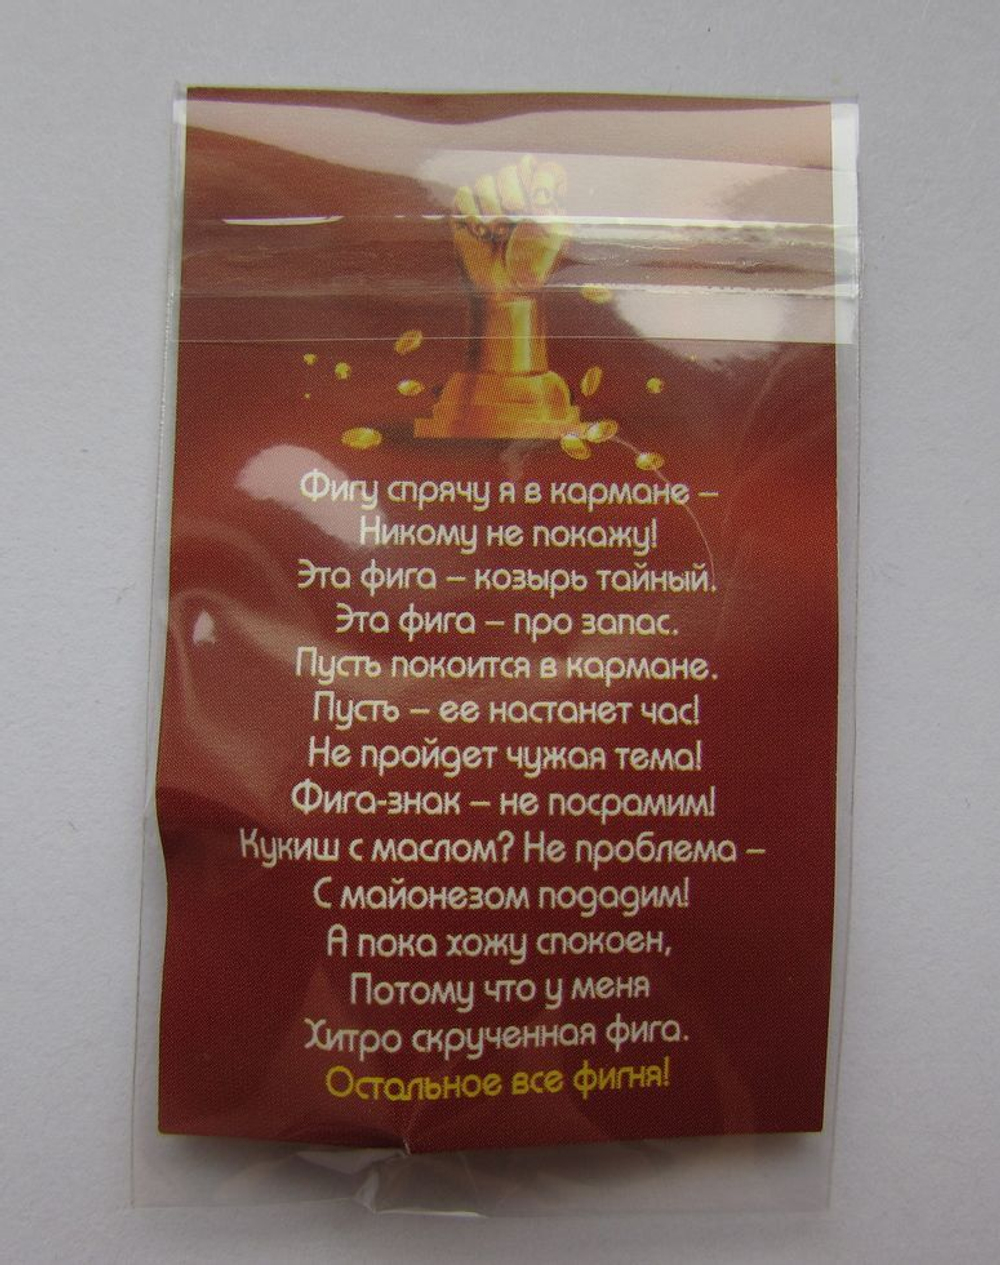 Фигу спрячу я в кармане –
Никому не покажу!
Эта фига – козырь тайный.
Эта фига – про запас.
Пусть покоится в кармане.
Пусть – ее настанет час!
Не пройдет чужая тема!
Фига-знак – не посрамим!
Кукиш с маслом? Не проблема –
С майонезом подадим!
А пока хожу спокоен,
Потому что у меня
Хитро скрученная фига.
Остальное все фигня!